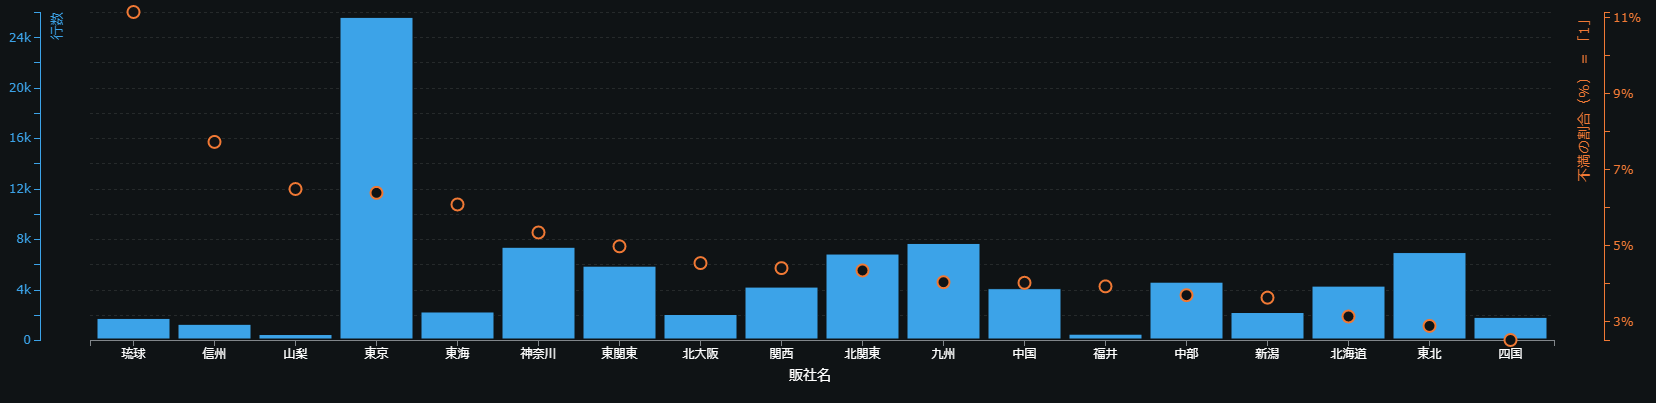 行数
24k
20k
16k
12k
8k
4k
0
11%
9%
7%
5%
3%
不満の割合 (%) = 「1」
琉球 信州 山梨 東京 東海 神奈川 東関東 北大阪 関西 北関東 九州 中国 福井 中部 新潟 北海道 東北 四国
販社名